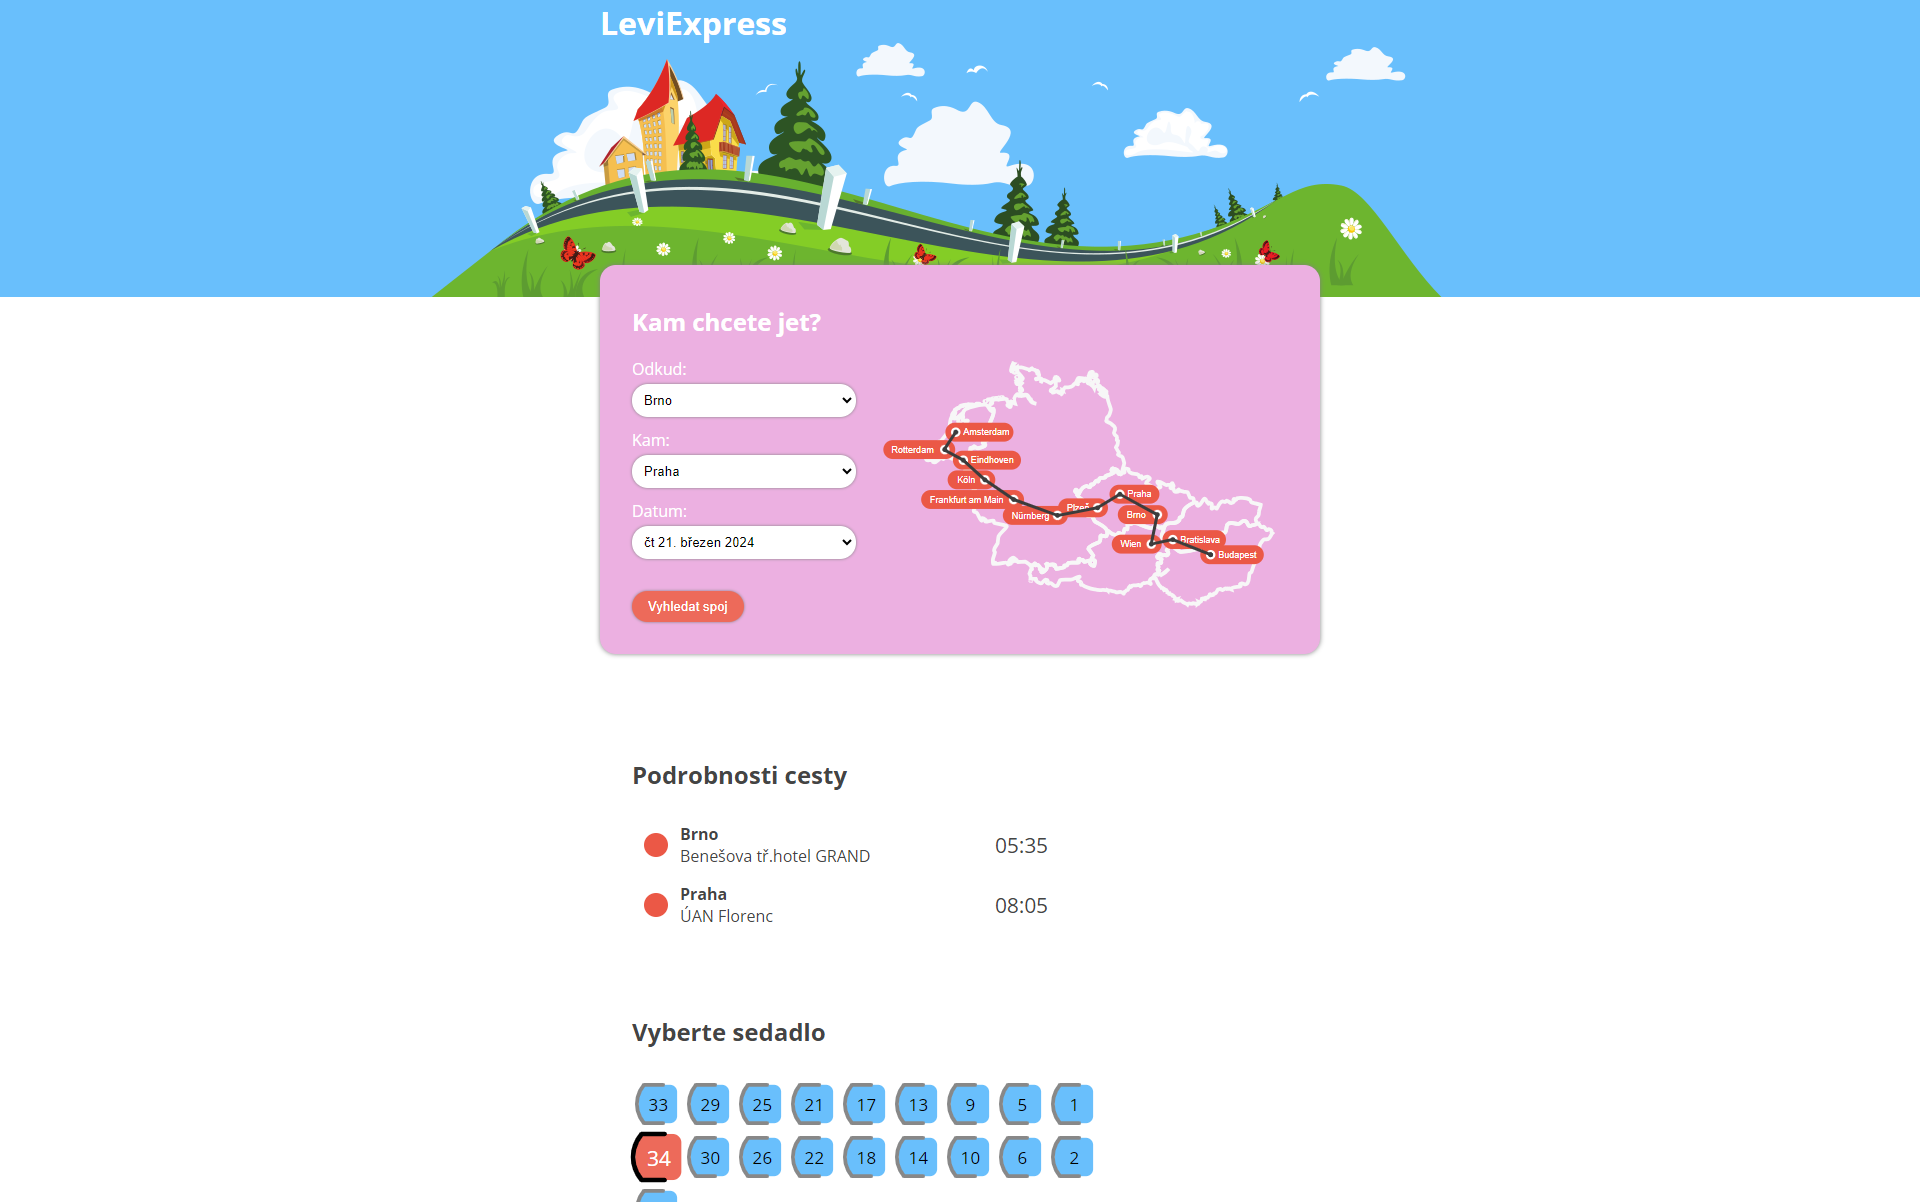 LeviExpress
Kam chcete jet?
Odkud:
Brno
Kam:
Praha
Datum:
čt 21. březen 2024
Vyhledat spoj
Amsterdam
Rotterdam
Eindhoven
Köln
Frankfurt am Main
Nürnberg
Plzeň
Praha
Brno
Wien
Bratislava
Budapest
Podrobnosti cesty
Brno
Benešova tř.hotel GRAND
05:35
Praha
ÚAN Florenc
08:05
Vyberte sedadlo
33 29 25 21 17 13 9 5 1
34 30 26 22 18 14 10 6 2